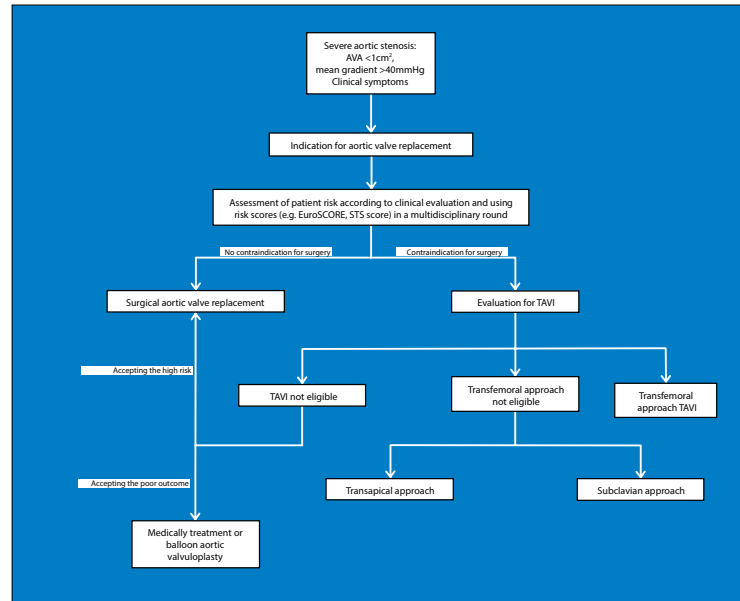 Severe aortic stenosis:
AVA <1cm²,
mean gradient >40mmHg
Clinical symptoms
Indication for aortic valve replacement
Assessment of patient risk according to clinical evaluation and using
risk scores (e.g. EuroSCORE, STS score) in a multidisciplinary round
No contraindication for surgery
Contraindication for surgery
Surgical aortic valve replacement
Evaluation for TAVI
Accepting the high risk
TAVI not eligible
Transfemoral approach
not eligible
Transfemoral
approach TAVI
Accepting the poor outcome
Transapical approach
Subclavian approach
Medically treatment or
balloon aortic
valvuloplasty